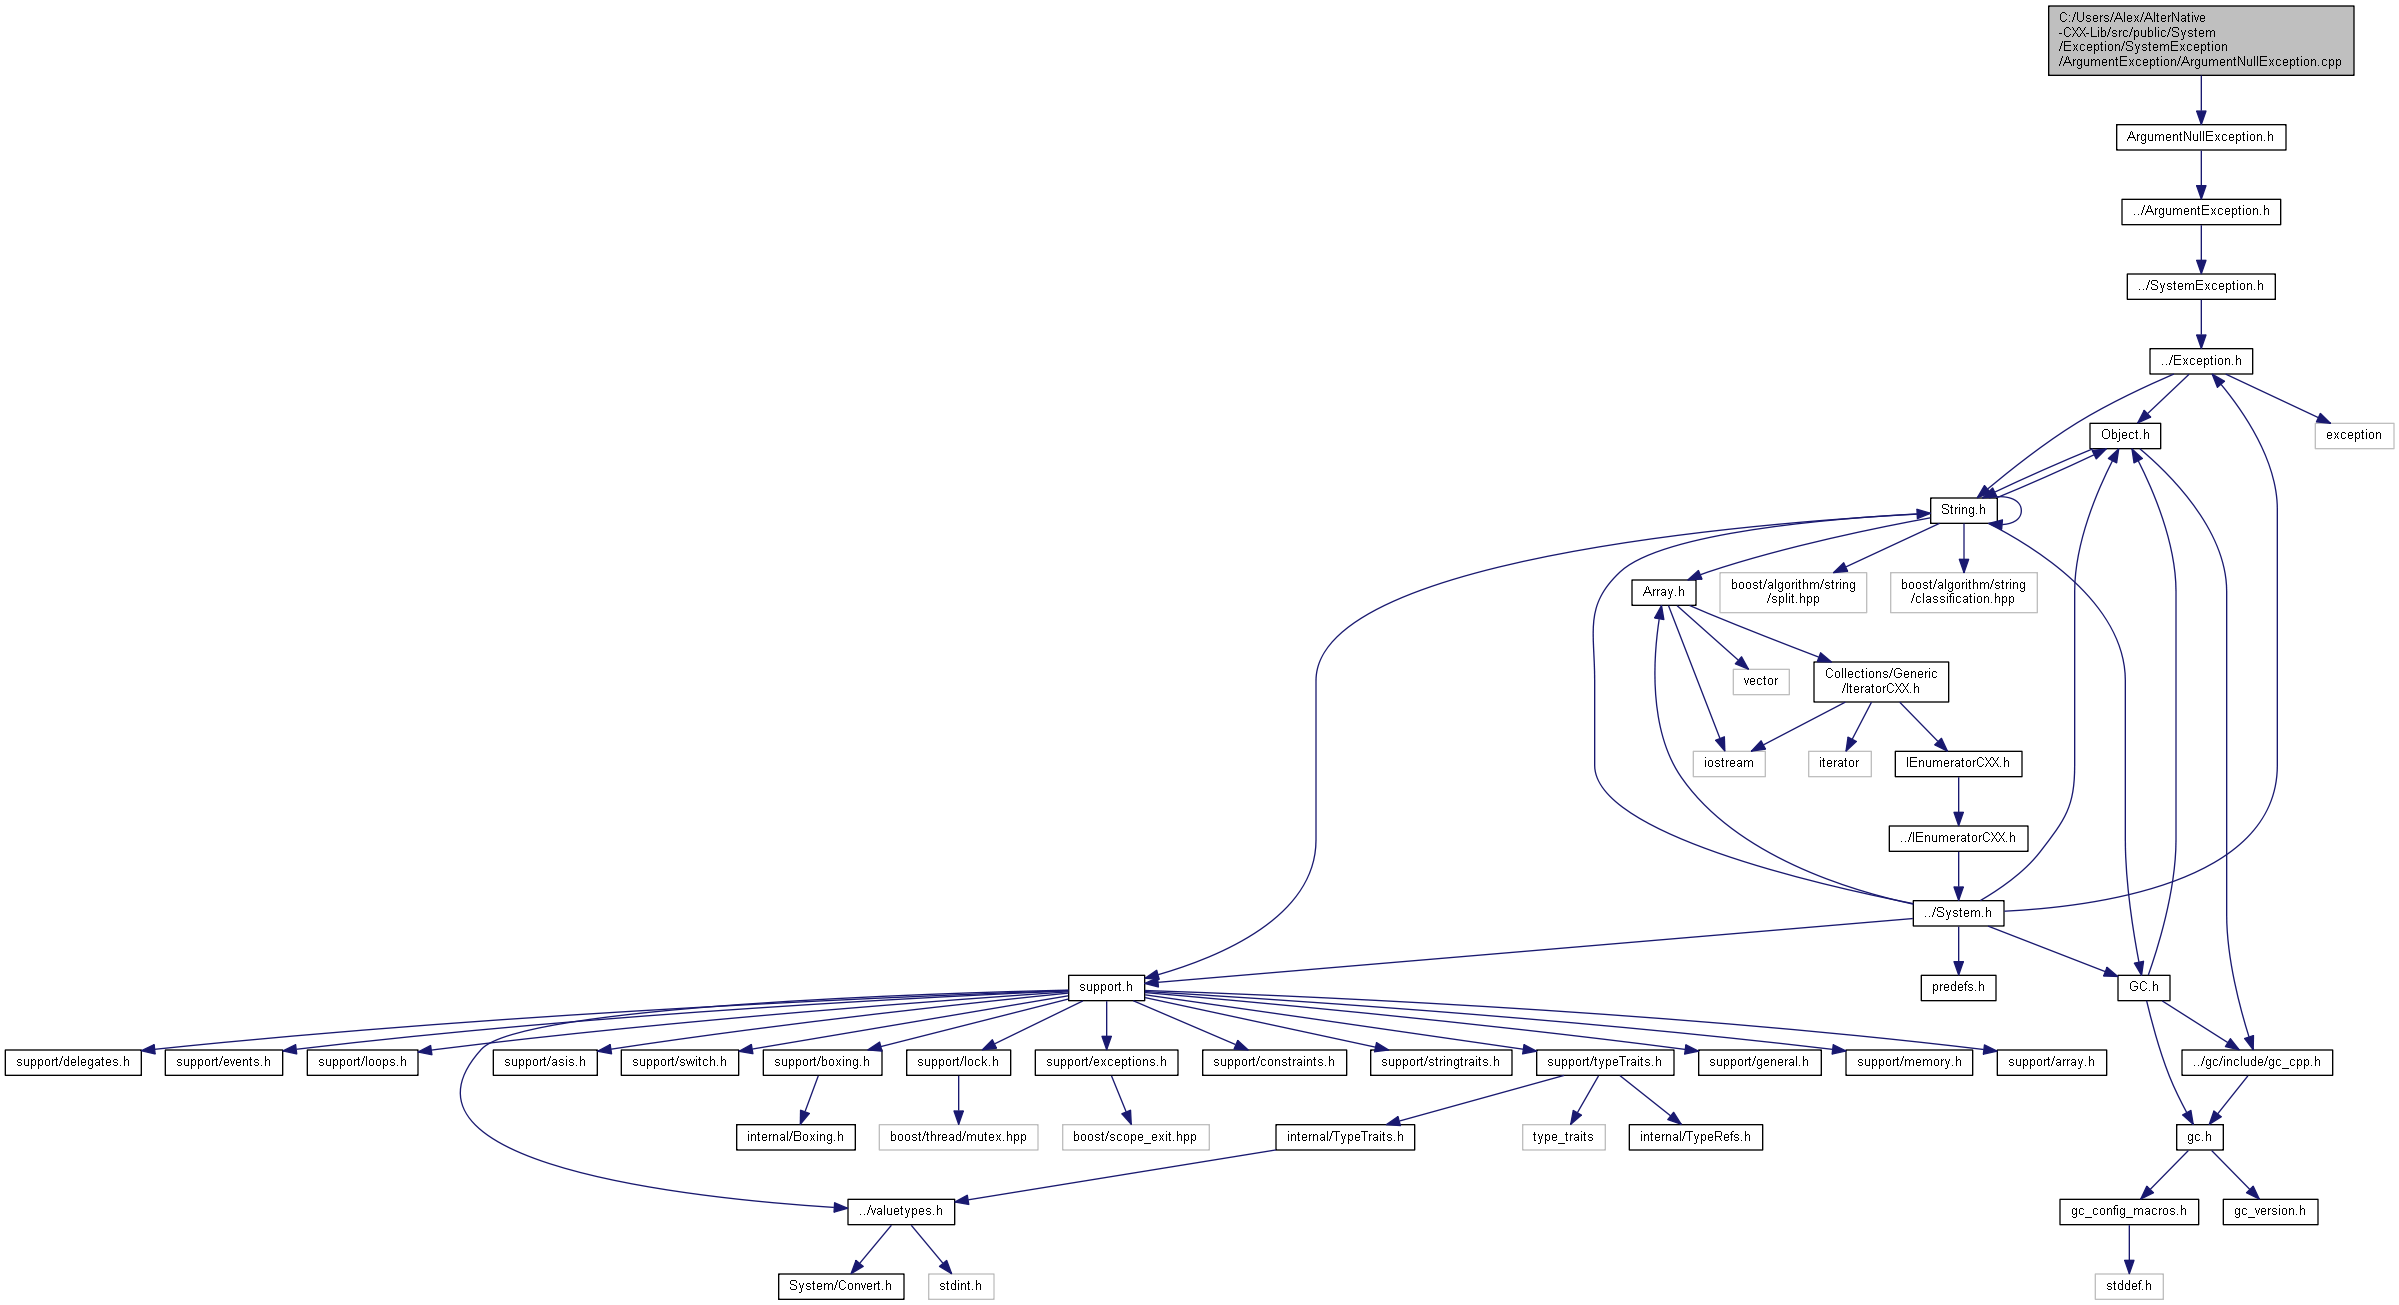 C:/Users/Alex/AlterNative
-CXX-Lib/src/public/System
/Exception/SystemException
/ArgumentException/ArgumentNullException.cpp
ArgumentNullException.h
../ArgumentException.h
../SystemException.h
../Exception.h
Object.h
exception
String.h
Array.h
boost/algorithm/string
/split.hpp
boost/algorithm/string
/classification.hpp
vector
Collections/Generic
/IteratorCXX.h
iostream
iterator
IEnumeratorCXX.h
../IEnumeratorCXX.h
../System.h
support.h
predefs.h
GC.h
support/delegates.h
support/events.h
support/loops.h
support/asis.h
support/switch.h
support/boxing.h
support/lock.h
support/exceptions.h
support/constraints.h
support/stringtraits.h
support/typeTraits.h
support/general.h
support/memory.h
support/array.h
.../gc/include/gc_cpp.h
internal/Boxing.h
boost/thread/mutex.hpp
boost/scope_exit.hpp
internal/TypeTraits.h
type_traits
internal/TypeRefs.h
gc.h
../valuetypes.h
gc_config_macros.h
gc_version.h
System/Convert.h
stdint.h
stddef.h